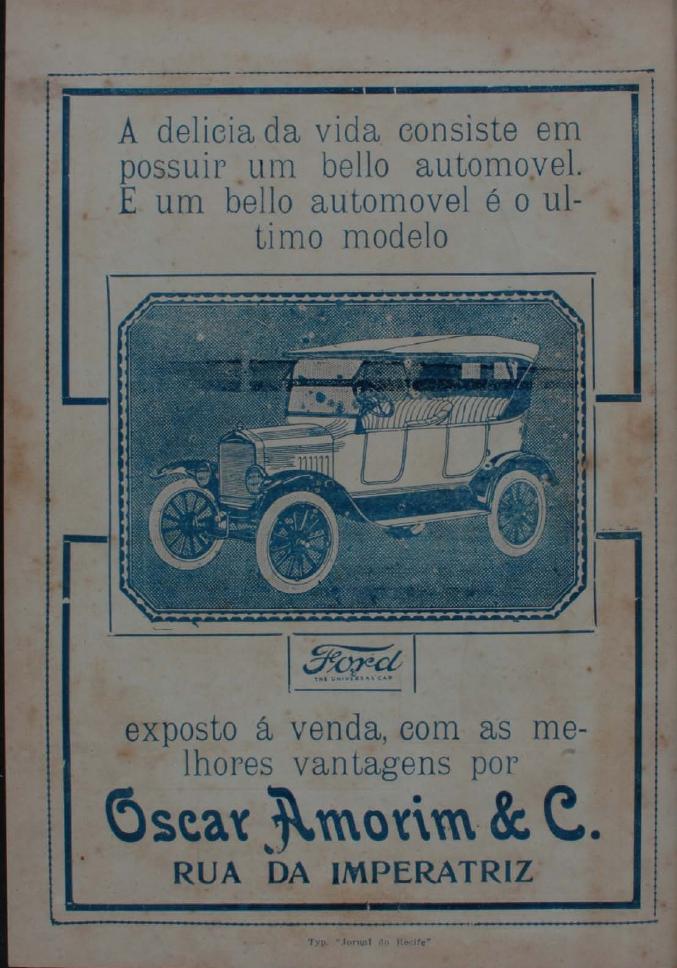 A delicia da vida consiste em
possuir um bello automovel.
E um bello automovel é o ul-
timo modelo
Ford
THE UNIVERSAL CAR
exposto á venda, com as me-
lhores vantagens por
Oscar Amorim & C.
RUA DA IMPERATRIZ
Typ. "Jornal do Recife"